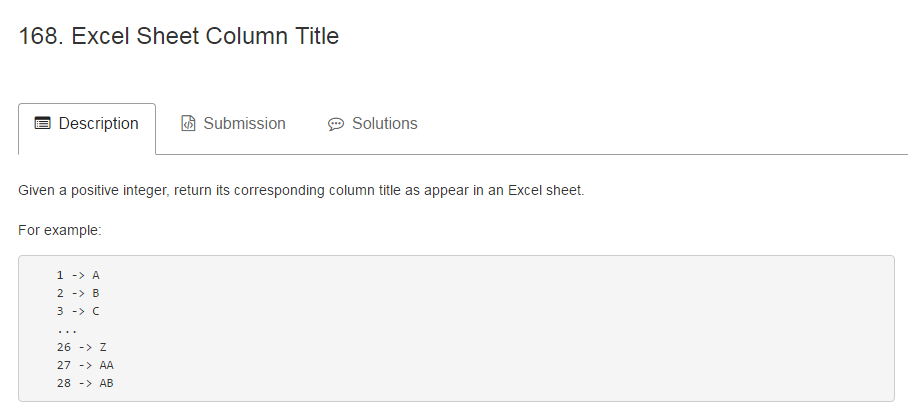 168. Excel Sheet Column Title
Description
Submission
Solutions
Given a positive integer, return its corresponding column title as appear in an Excel sheet.
For example:
1 -> A
2 -> B
3 -> C
...
26 -> Z
27 -> AA
28 -> AB